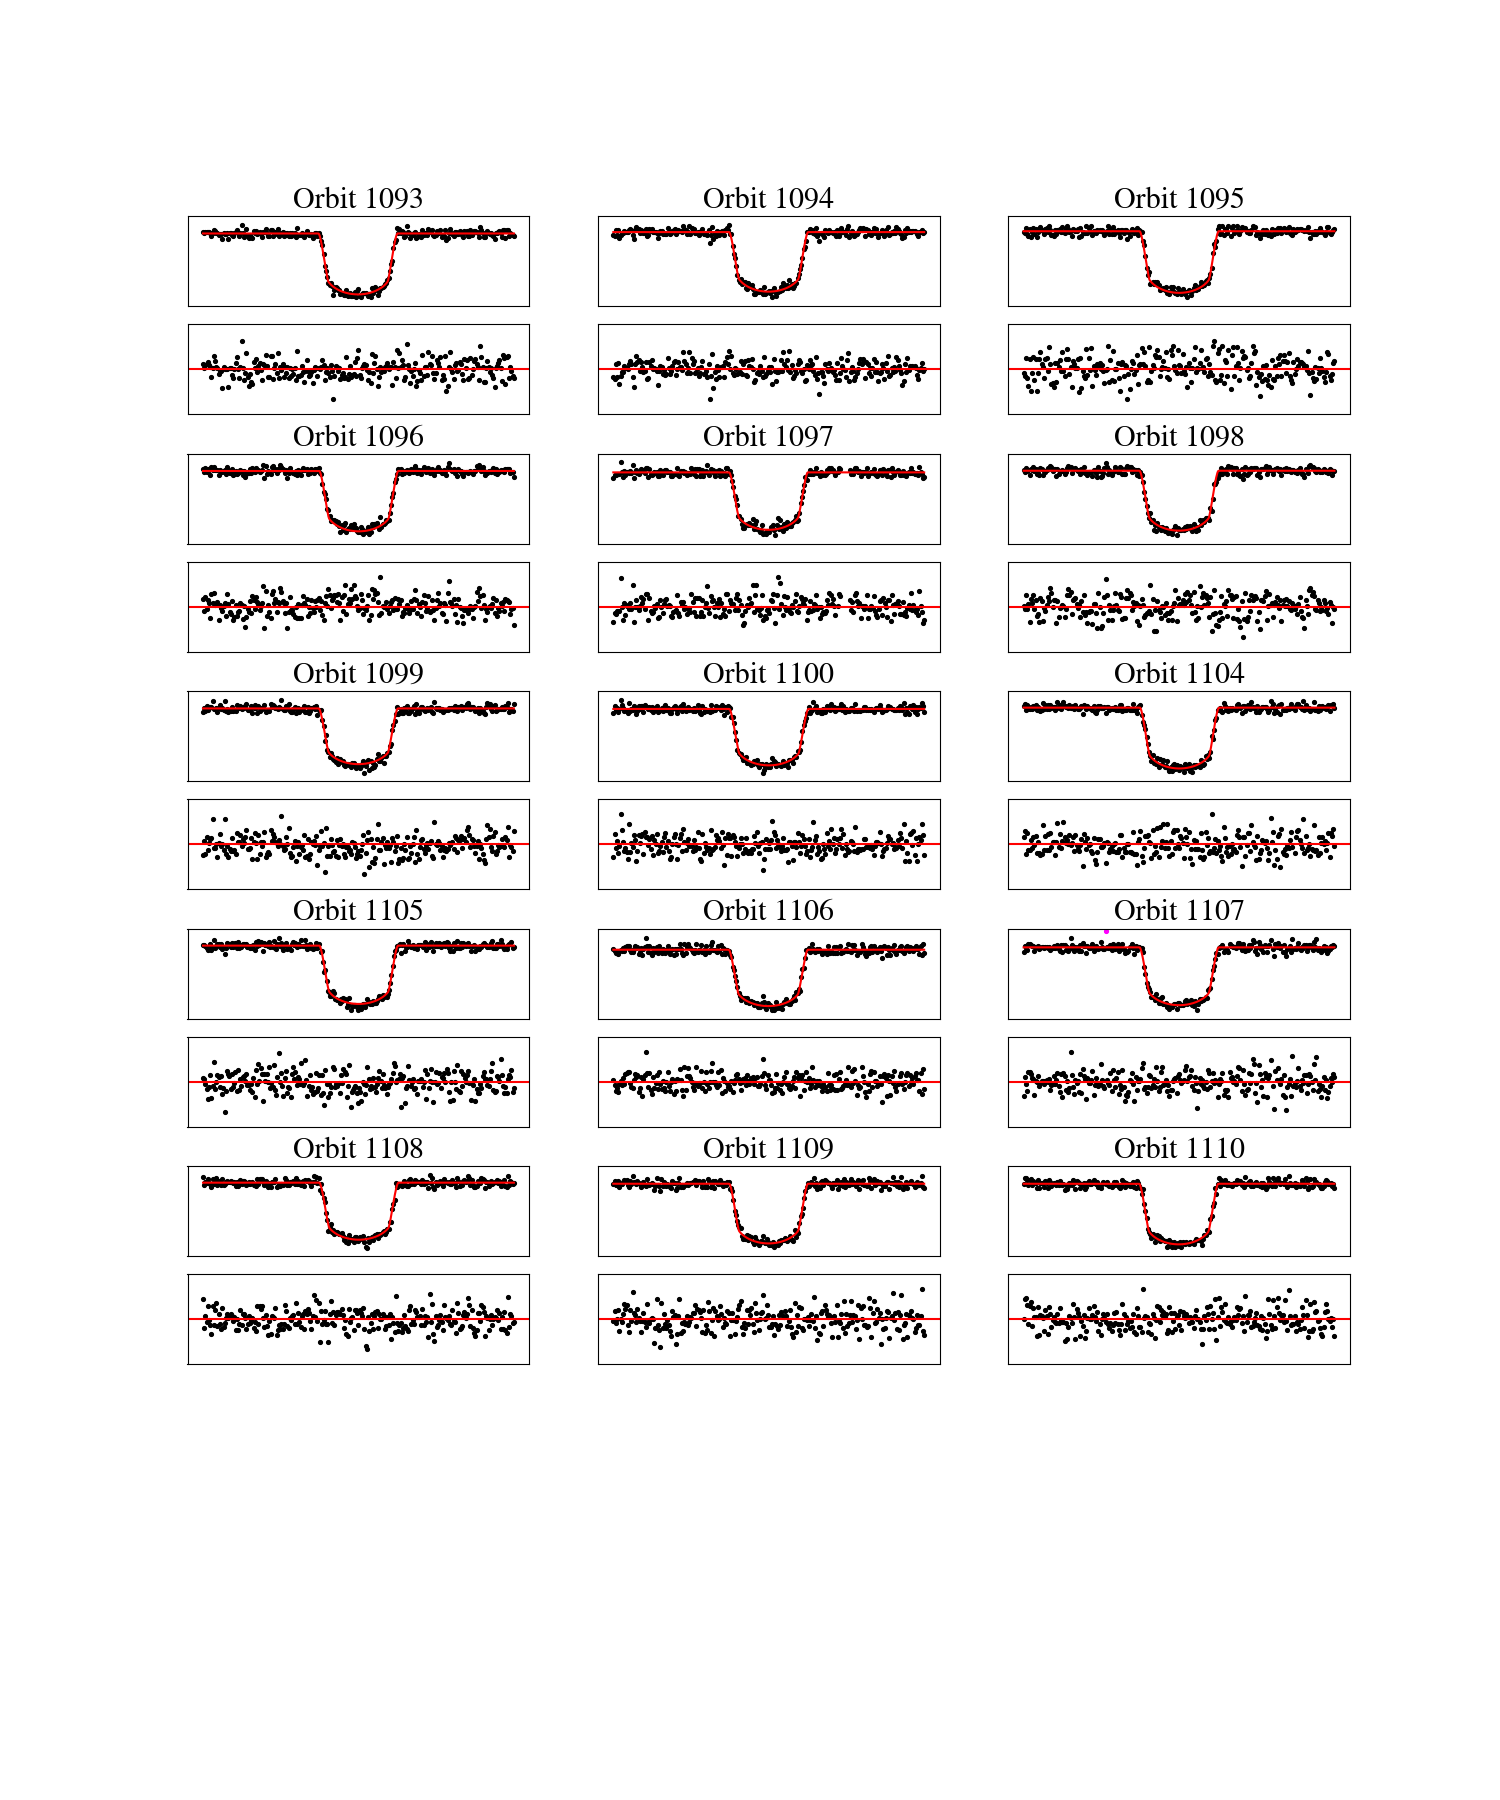 Orbit 1093
Orbit 1094
Orbit 1095
Orbit 1096
Orbit 1097
Orbit 1098
Orbit 1099
Orbit 1100
Orbit 1104
Orbit 1105
Orbit 1106
Orbit 1107
Orbit 1108
Orbit 1109
Orbit 1110